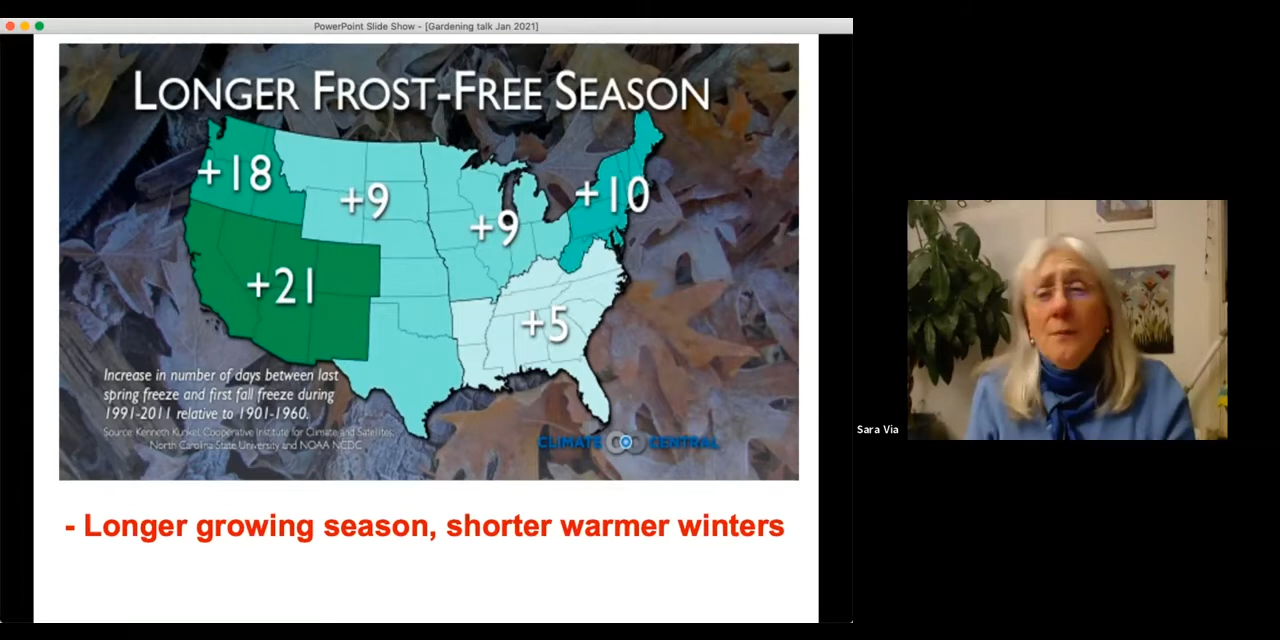 PowerPoint Slide Show - [Gardening talk Jan 2021]
LONGER FROST-FREE SEASON
+18
+9
+9
+10
+21
+5
Increase in number of days between last
spring freeze and first fall freeze during
1991-2011 relative to 1901-1960.
Source: Kenneth Kunkel, Cooperative Institute for Climate and Satellites,
North Carolina State University and NOAA NCDC
CLIMATE CENTRAL
- Longer growing season, shorter warmer winters
Sara Via